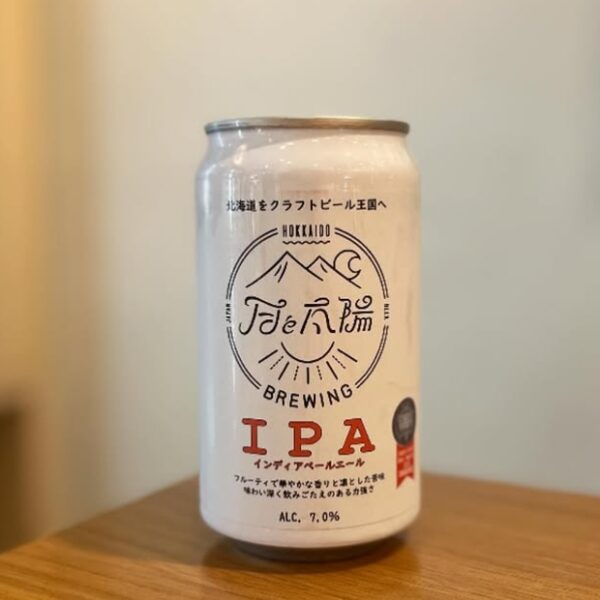 北海道をクラフトビール王国へ
HOKKAIDO
JAPAN
BEER
月と太陽
BREWING
IPA
インディアペールエール
フルーティで華やかな香りと凛とした苦味
味わい深く飲みごたえのある力強さ
ALC. 7.0%